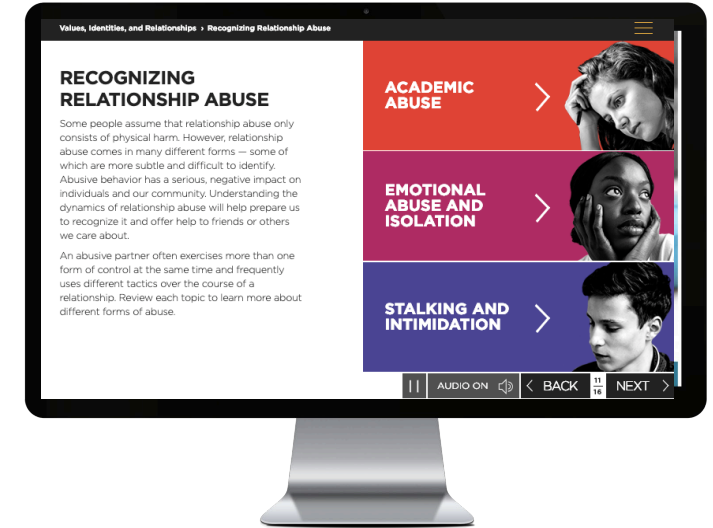 Values, Identities, and Relationships › Recognizing Relationship Abuse
RECOGNIZING
RELATIONSHIP ABUSE
Some people assume that relationship abuse only
consists of physical harm. However, relationship
abuse comes in many different forms — some of
which are more subtle and difficult to identify.
Abusive behavior has a serious, negative impact on
individuals and our community. Understanding the
dynamics of relationship abuse will help prepare us
to recognize it and offer help to friends or others
we care about.
An abusive partner often exercises more than one
form of control at the same time and frequently
uses different tactics over the course of a
relationship. Review each topic to learn more about
different forms of abuse.
ACADEMIC
ABUSE
EMOTIONAL
ABUSE AND
ISOLATION
STALKING AND
INTIMIDATION
AUDIO ON
BACK
11
16
NEXT